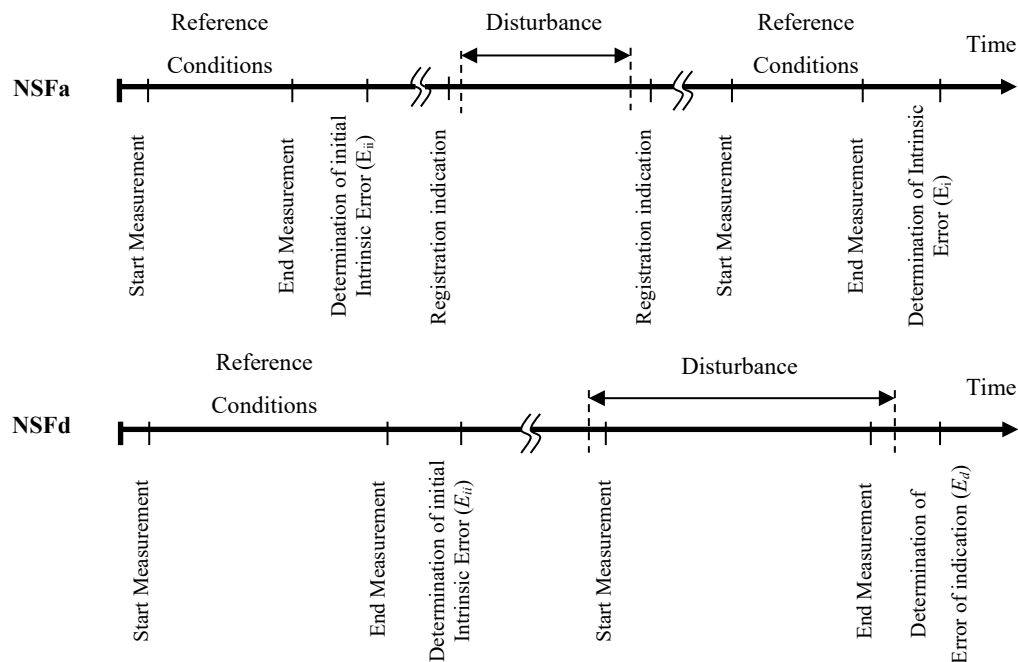 Reference
Conditions
Disturbance
Reference
Conditions
Time
NSFa
Start Measurement
End Measurement
Determination of initial
Intrinsic Error (Eii)
Registration indication
Registration indication
Start Measurement
End Measurement
Determination of Intrinsic
Error (Ei)
Reference
Conditions
Disturbance
Time
NSFd
Start Measurement
End Measurement
Determination of initial
Intrinsic Error (Eii)
Start Measurement
End Measurement
Determination of
Error of indication (Ed)